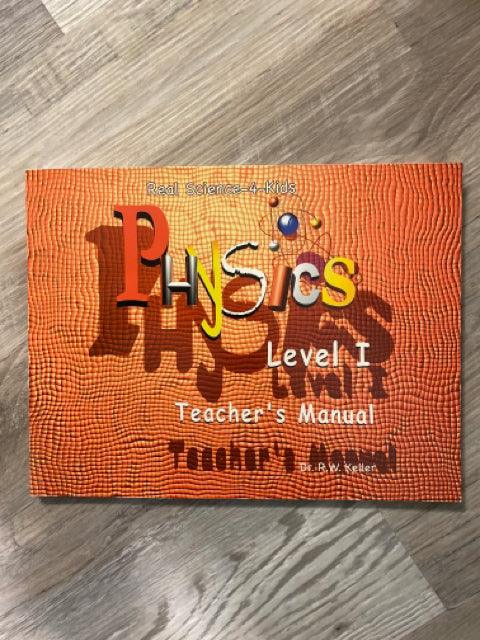 Real Science-4-Kids
Physics
Level I
Teacher's Manual
Dr. R.W. Keller